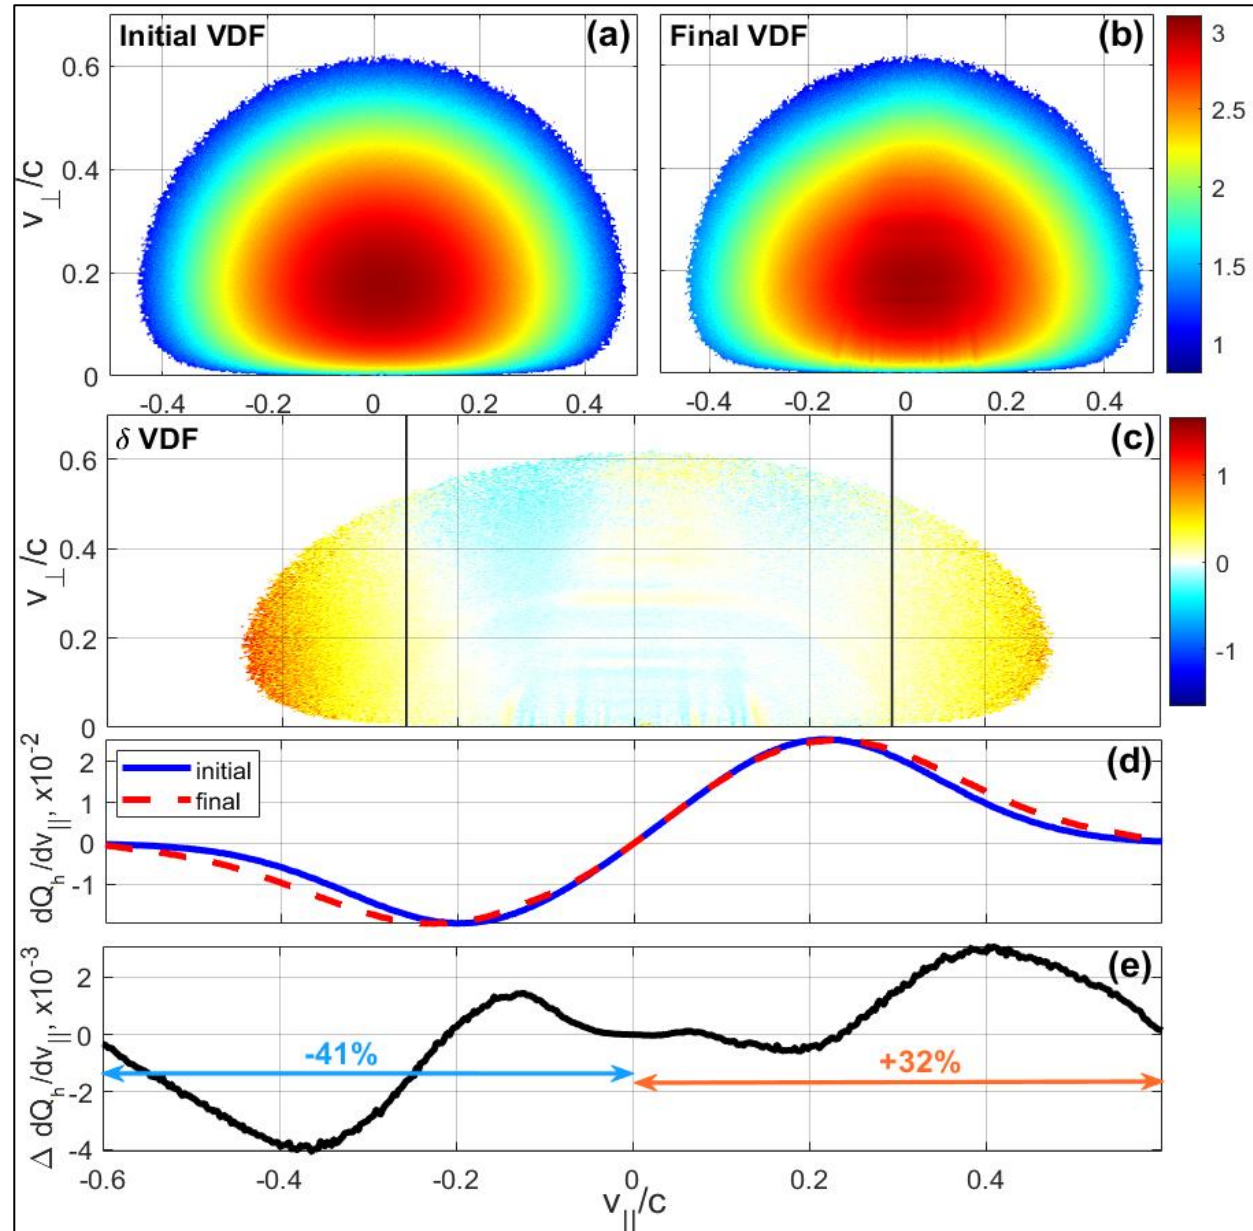 Initial VDF (a)
Final VDF (b)
v⊥/c
0.6
0.4
0.2
0
-0.4 -0.2 0 0.2 0.4
-0.4 -0.2 0 0.2 0.4
3
2.5
2
1.5
1
δ VDF (c)
v⊥/c
0.6
0.4
0.2
0
1
0
-1
dQh/dv||, x10-2
2
1
0
-1
initial
final
(d)
Δ dQh/dv||, x10-3
2
0
-2
-4
(e)
-41%
+32%
-0.6 -0.4 -0.2 0 0.2 0.4
v||/c